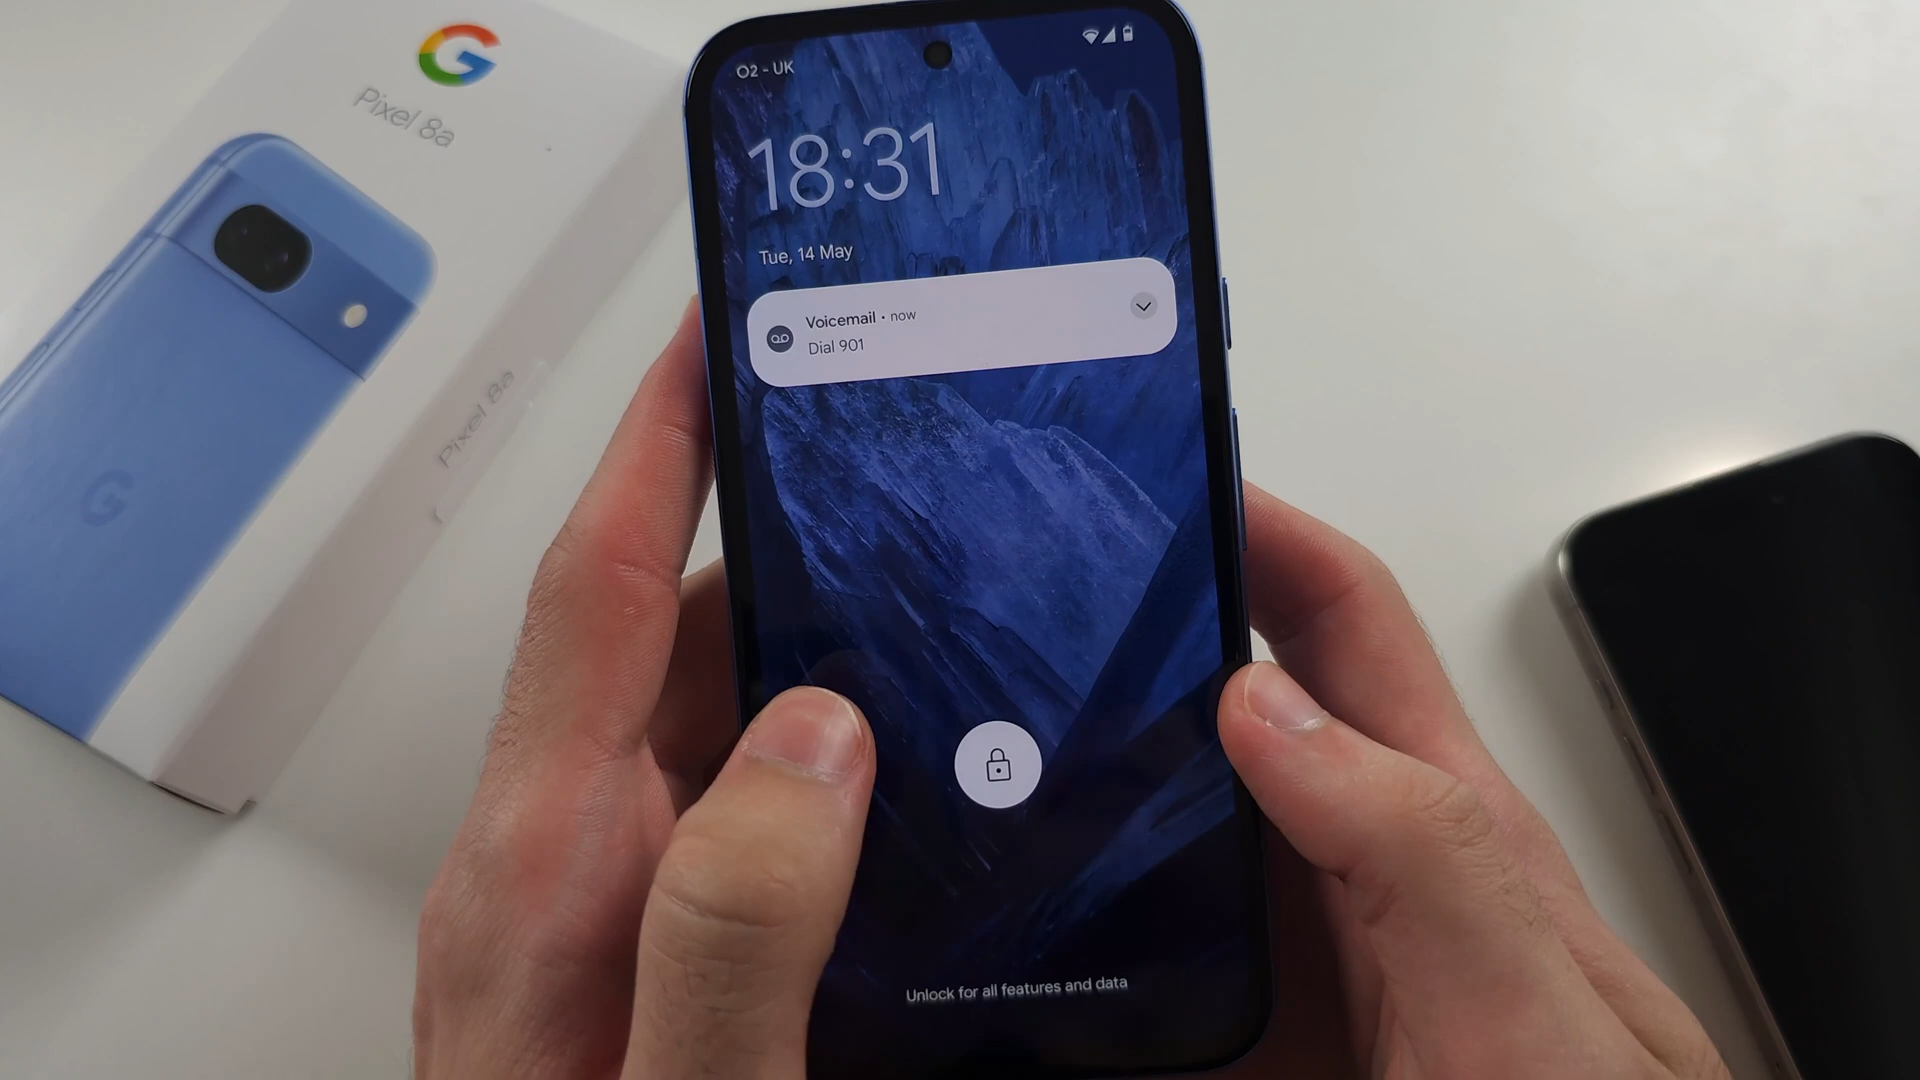 Pixel 8a
Pixel 8a
O2 - UK
18:31
Tue, 14 May
Voicemail • now
Dial 901
Unlock for all features and data